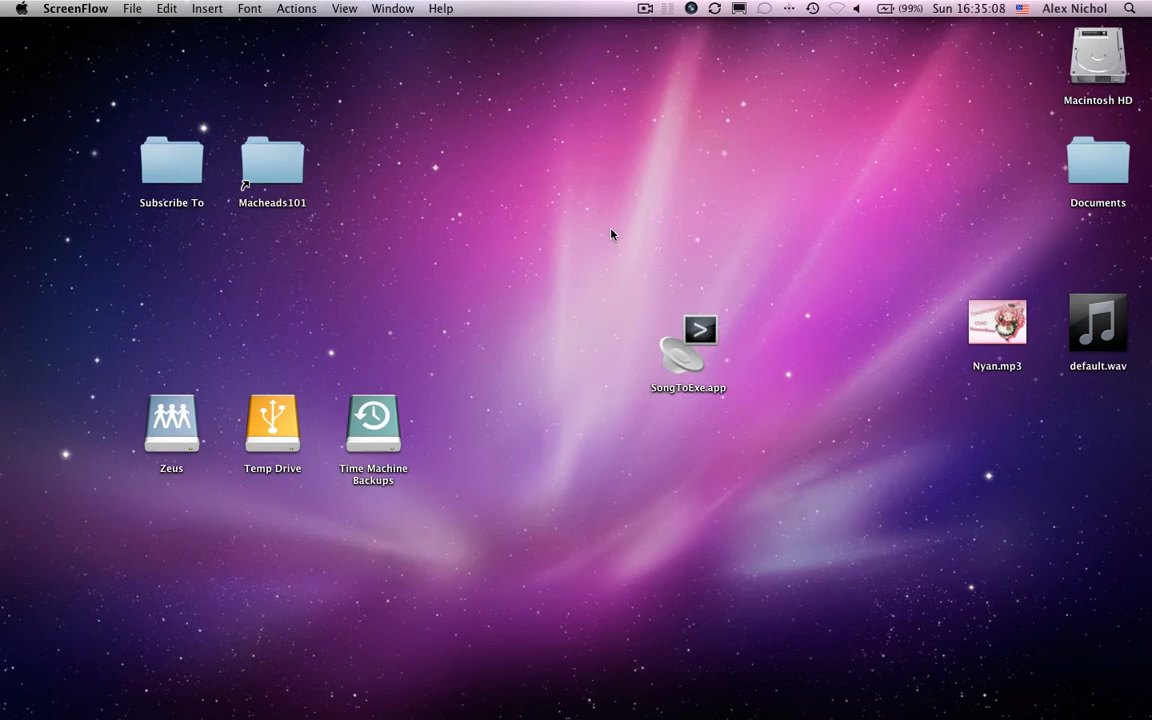 ScreenFlow File Edit Insert Font Actions View Window Help (99%) Sun 16:35:08 Alex Nichol
Macintosh HD
Subscribe To
Macheads101
Documents
Nyan.mp3
default.wav
SongToExe.app
Zeus
Temp Drive
Time Machine
Backups